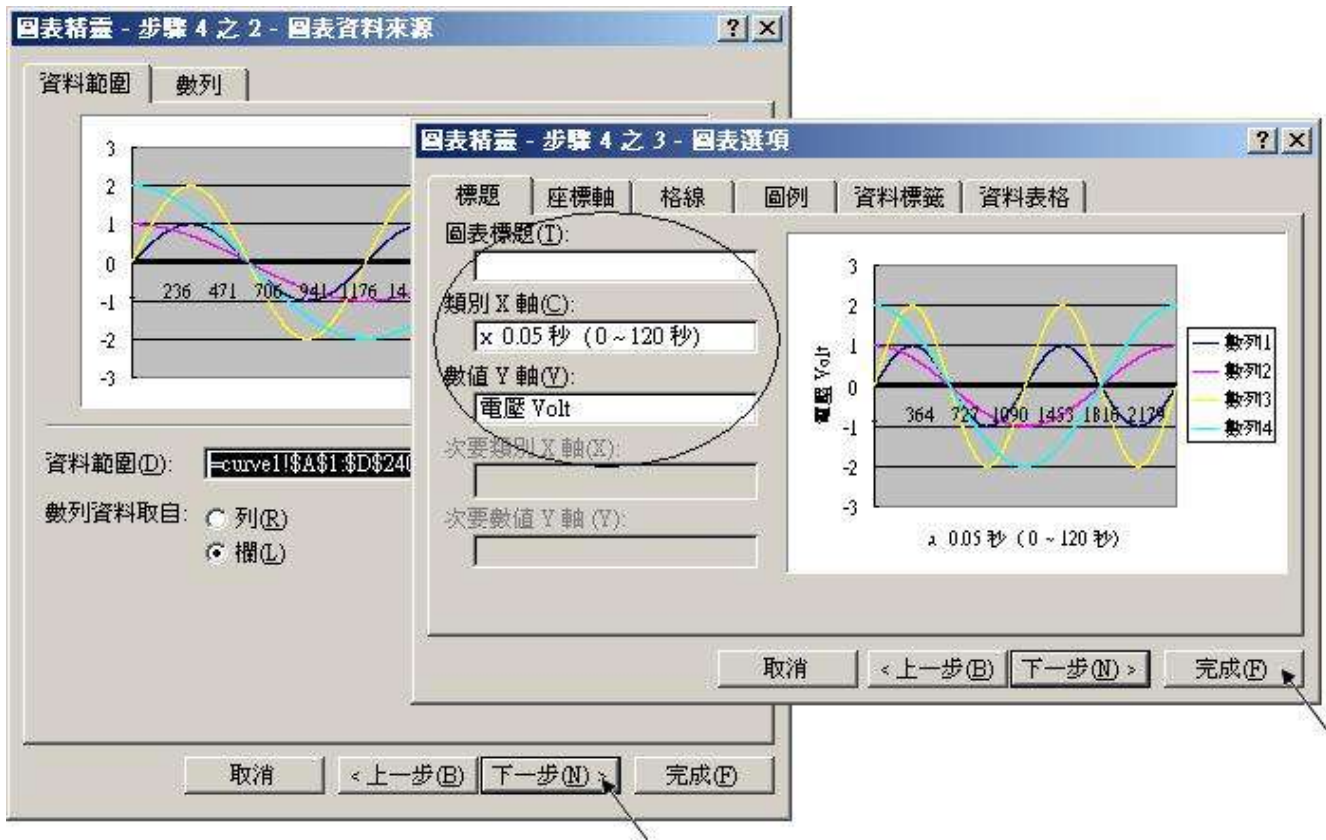 圖表精靈 - 步驟 4 之 2 - 圖表資料來源
資料範圍 數列
3
2
1
0
-1
-2
-3
236 471 706 941 1176 14
資料範圍(D): =curve1!$A$1:$D$240
數列資料取自: 列(R)
欄(L)
取消 < 上一步(B) 下一步(N) > 完成(F)
圖表精靈 - 步驟 4 之 3 - 圖表選項
標題 座標軸 格線 圖例 資料標籤 資料表格
圖表標題(T):
類別 X 軸(C):
x 0.05 秒 ( 0 ~ 120 秒)
數值 Y 軸(V):
電壓 Volt
次要類別 X 軸(X):
次要數值 Y 軸 (Y):
3
2
1
0
-1
-2
-3
電壓 Volt
364 727 1090 1453 1816 2179
0.05 秒 ( 0 ~ 120 秒)
數列1
數列2
數列3
數列4
取消 < 上一步(B) 下一步(N) > 完成(F)